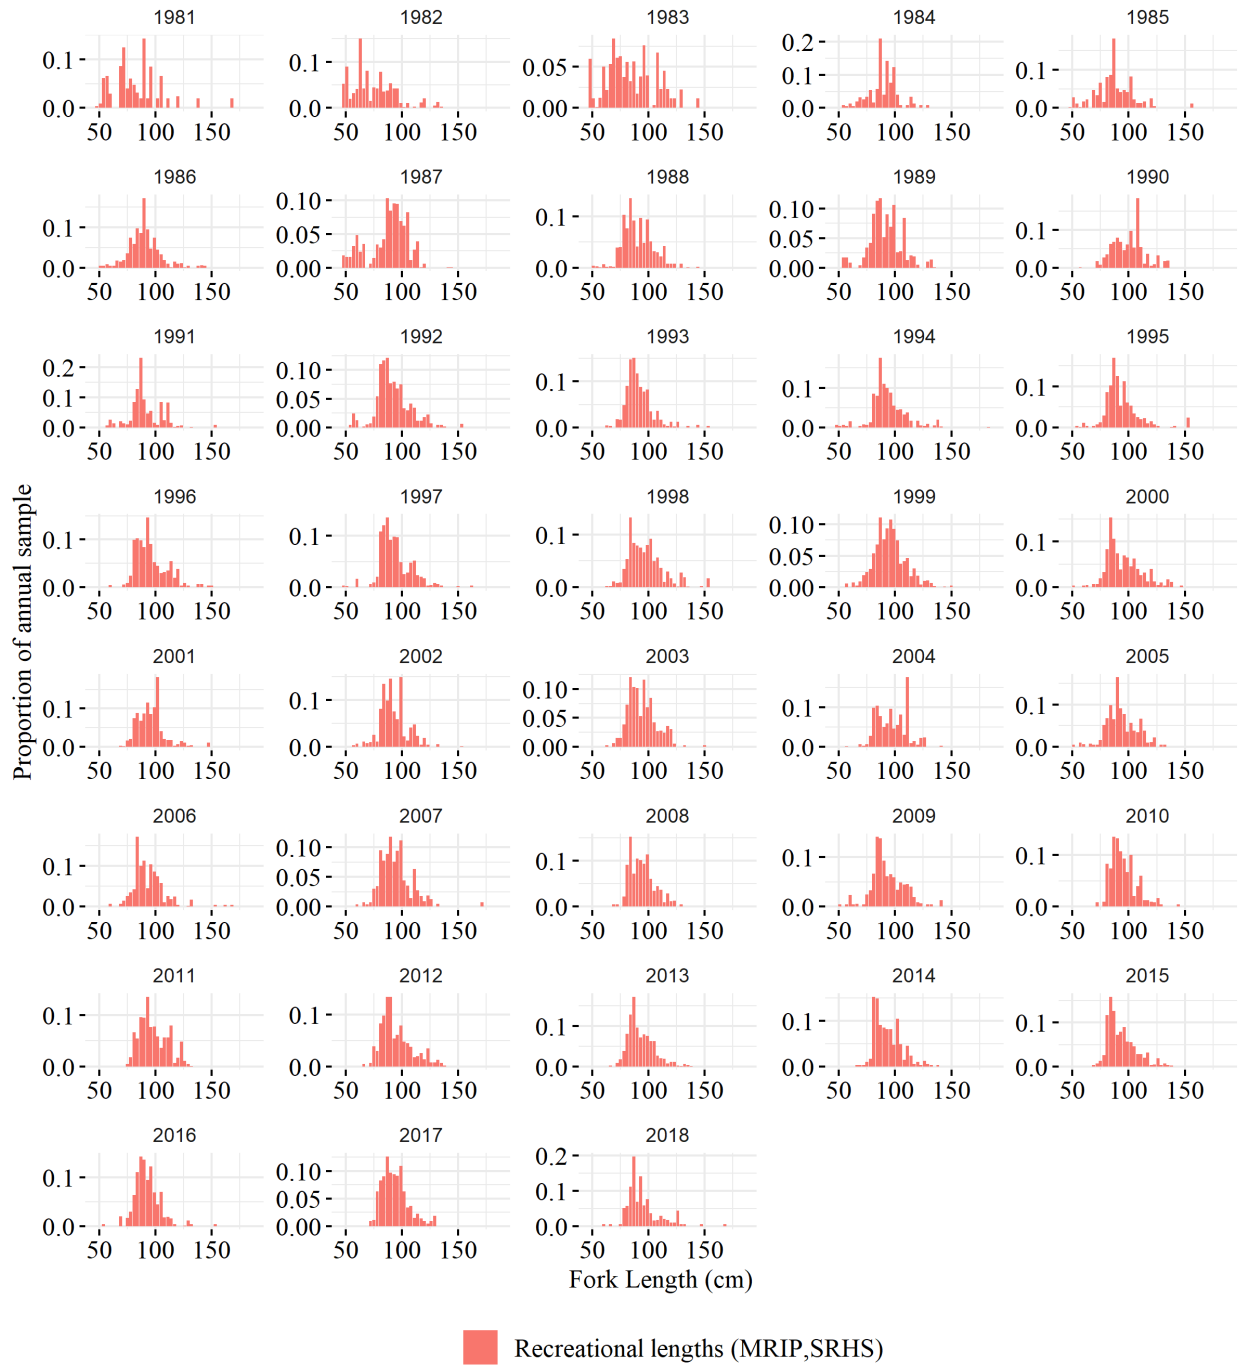 1981 1982 1983 1984 1985
0.1 0.0 50 100 150
0.1 0.0 50 100 150
0.05 0.00 50 100 150
0.2 0.1 0.0 50 100 150
0.1 0.0 50 100 150
1986 1987 1988 1989 1990
0.1 0.0 50 100 150
0.10 0.05 0.00 50 100 150
0.1 0.0 50 100 150
0.10 0.05 0.00 50 100 150
0.1 0.0 50 100 150
1991 1992 1993 1994 1995
0.2 0.1 0.0 50 100 150
0.10 0.05 0.00 50 100 150
0.1 0.0 50 100 150
0.1 0.0 50 100 150
0.1 0.0 50 100 150
Proportion of annual sample
1996 1997 1998 1999 2000
0.1 0.0 50 100 150
0.1 0.0 50 100 150
0.1 0.0 50 100 150
0.10 0.05 0.00 50 100 150
0.1 0.0 50 100 150
2001 2002 2003 2004 2005
0.1 0.0 50 100 150
0.1 0.0 50 100 150
0.10 0.05 0.00 50 100 150
0.1 0.0 50 100 150
0.1 0.0 50 100 150
2006 2007 2008 2009 2010
0.1 0.0 50 100 150
0.10 0.05 0.00 50 100 150
0.1 0.0 50 100 150
0.1 0.0 50 100 150
0.1 0.0 50 100 150
2011 2012 2013 2014 2015
0.1 0.0 50 100 150
0.1 0.0 50 100 150
0.1 0.0 50 100 150
0.1 0.0 50 100 150
0.1 0.0 50 100 150
2016 2017 2018
0.1 0.0 50 100 150
0.10 0.05 0.00 50 100 150
0.2 0.1 0.0 50 100 150
Fork Length (cm)
Recreational lengths (MRIP,SRHS)